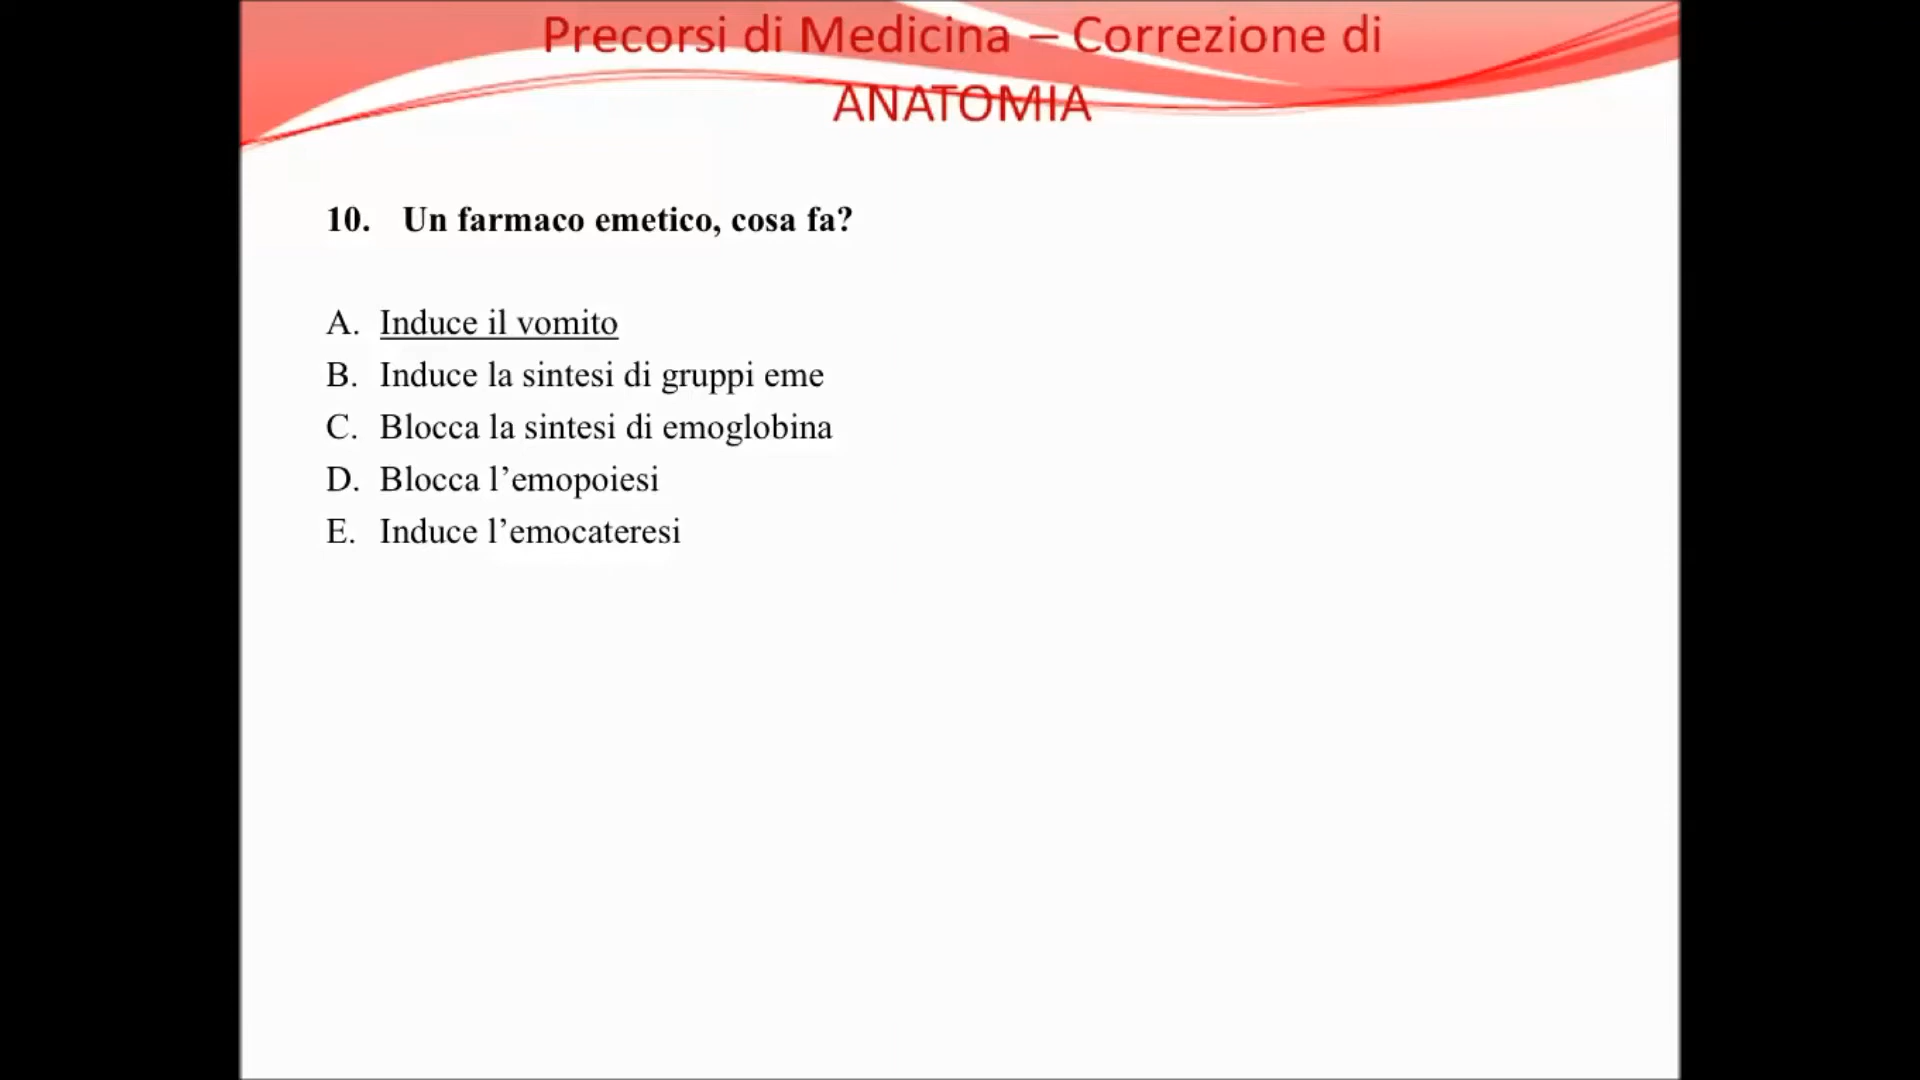 Precorsi di Medicina – Correzione di
ANATOMIA
10. Un farmaco emetico, cosa fa?
A. Induce il vomito
B. Induce la sintesi di gruppi eme
C. Blocca la sintesi di emoglobina
D. Blocca l’emopoiesi
E. Induce l’emocateresi